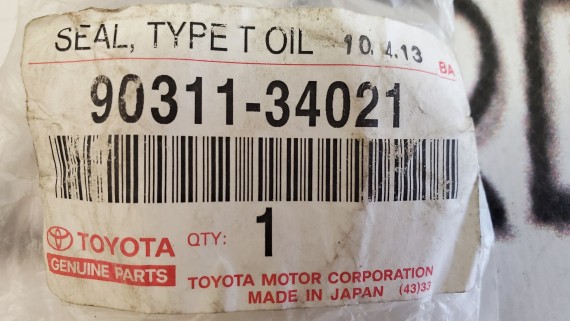 SEAL, TYPE T OIL 10.4.13
BA
90311-34021
TOYOTA QTY: 1
GENUINE PARTS
TOYOTA MOTOR CORPORATION
MADE IN JAPAN (43)33